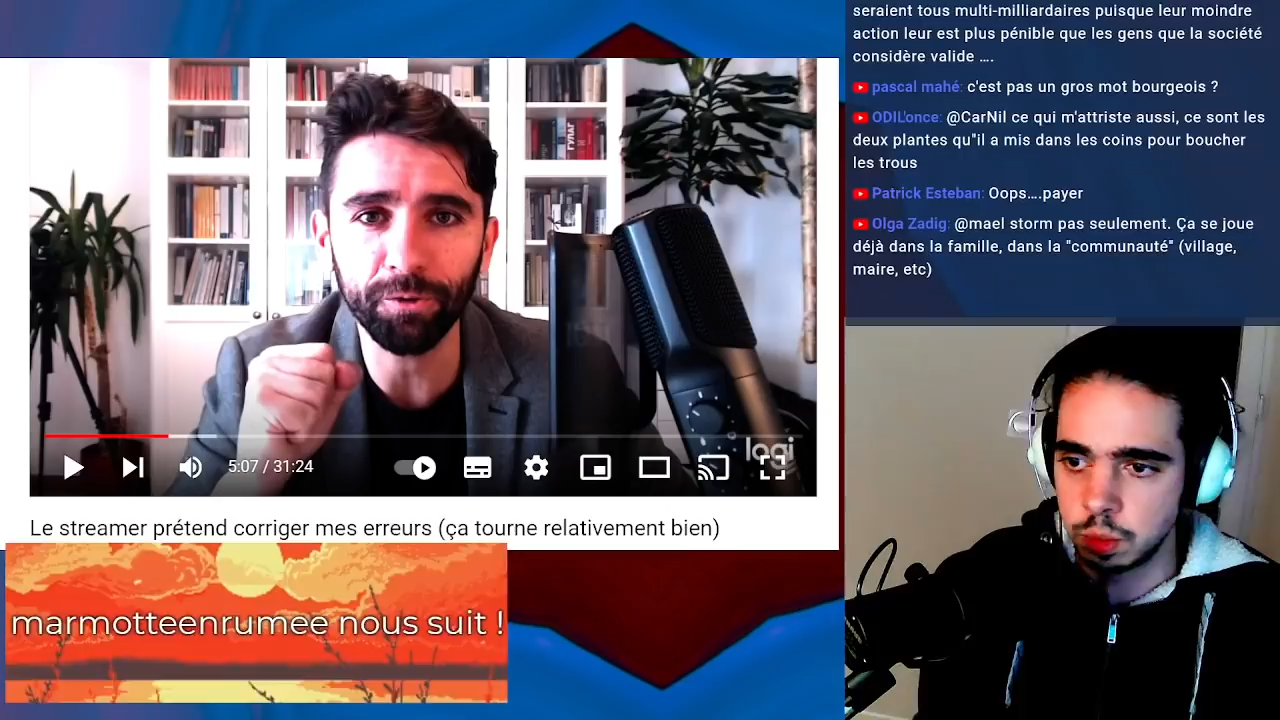 seraient tous multi-milliardaires puisque leur moindre
action leur est plus pénible que les gens que la société
considère valide ....
pascal mahé: c'est pas un gros mot bourgeois ?
ODIL'once: @CarNil ce qui m'attriste aussi, ce sont les
deux plantes qu"il a mis dans les coins pour boucher
les trous
Patrick Esteban: Oops....payer
Olga Zadig: @mael storm pas seulement. Ça se joue
déjà dans la famille, dans la "communauté" (village,
maire, etc)
ГУЛАГ
logi
5:07 / 31:24
Le streamer prétend corriger mes erreurs (ça tourne relativement bien)
marmotteenrumee nous suit !